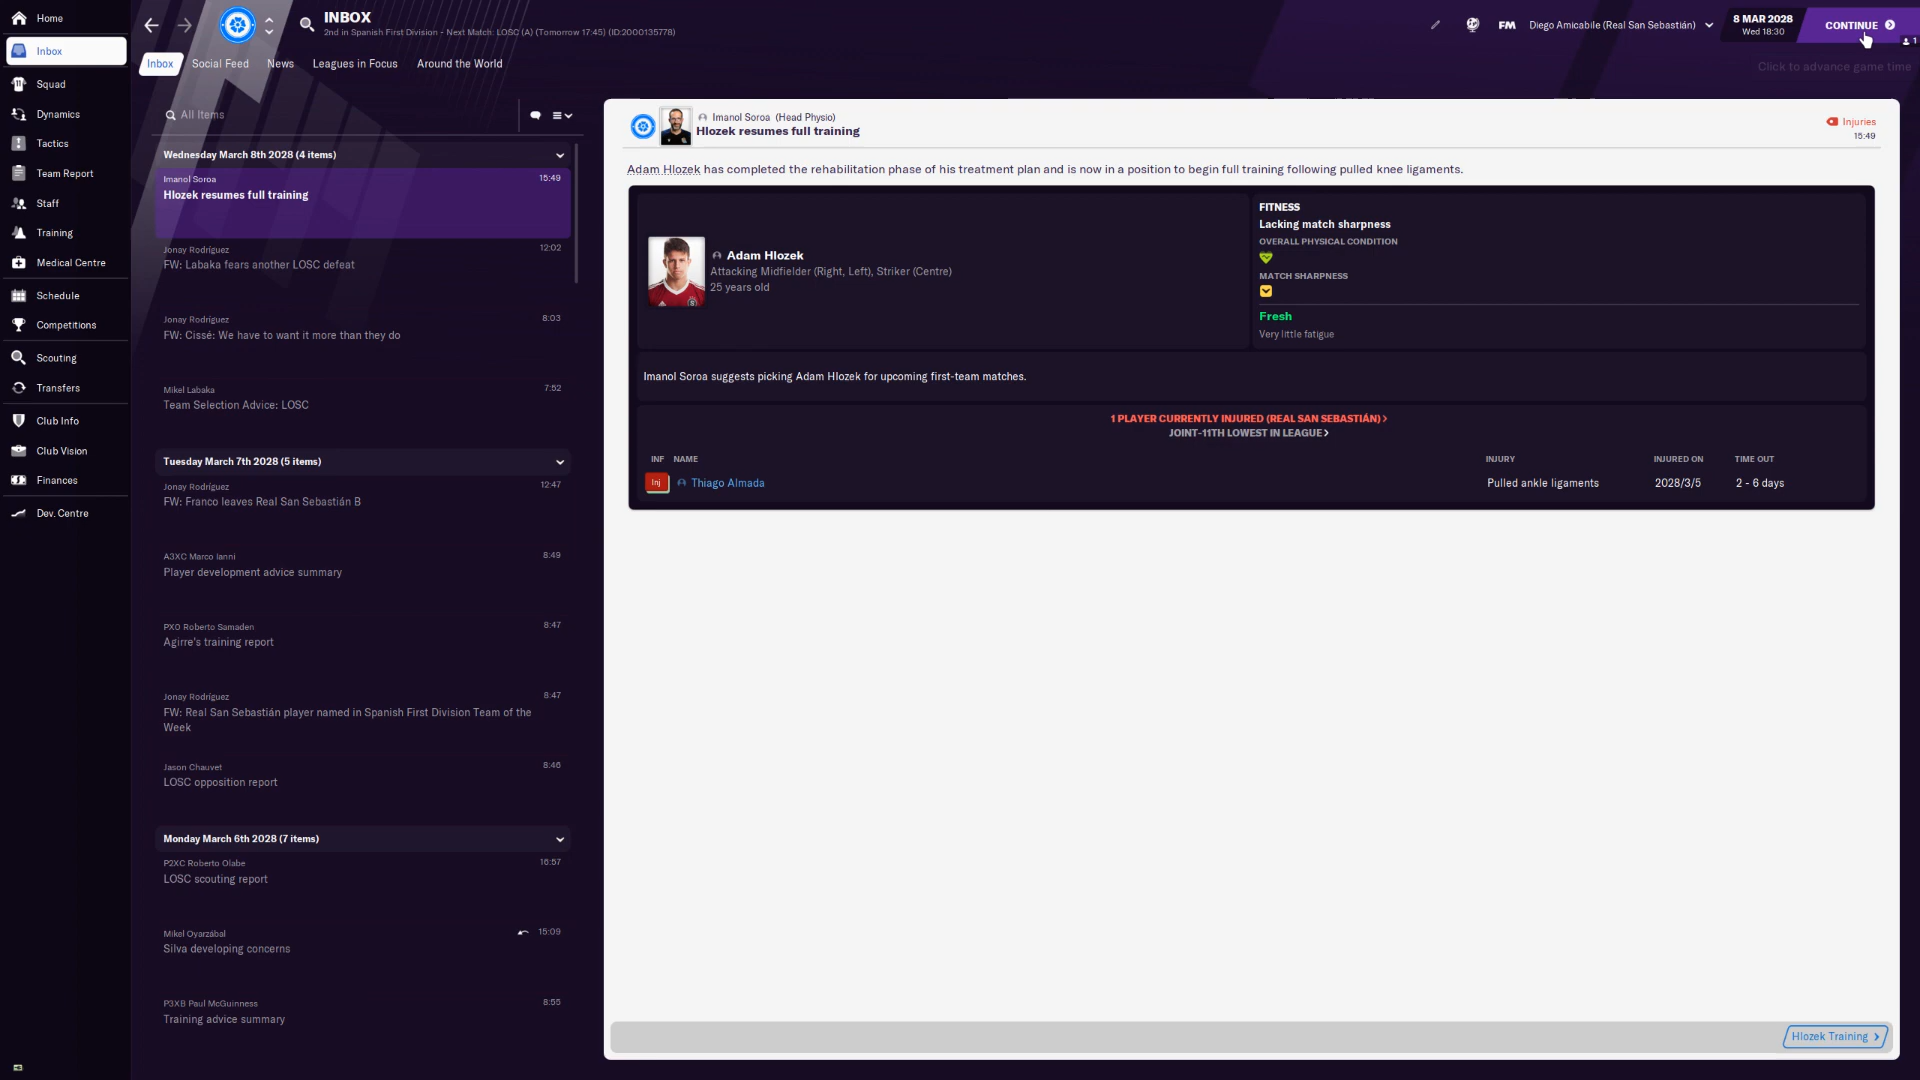 Home
Inbox
Squad
Dynamics
Tactics
Team Report
Staff
Training
Medical Centre
Schedule
Competitions
Scouting
Transfers
Club Info
Club Vision
Finances
Dev. Centre
INBOX
2nd in Spanish First Division - Next Match: LOSC (A) (Tomorrow 17:45) (ID:2000135778)
FM
Diego Amicabile (Real San Sebastián)
8 MAR 2028
Wed 18:30
CONTINUE
1
Click to advance game time
Inbox
Social Feed
News
Leagues in Focus
Around the World
All Items
Wednesday March 8th 2028 (4 items)
Imanol Soroa 15:49
Hlozek resumes full training
Jonay Rodríguez 12:02
FW: Labaka fears another LOSC defeat
Jonay Rodríguez 8:03
FW: Cissé: We have to want it more than they do
Mikel Labaka 7:52
Team Selection Advice: LOSC
Tuesday March 7th 2028 (5 items)
Jonay Rodríguez 12:47
FW: Franco leaves Real San Sebastián B
A3XC Marco Ianni 8:49
Player development advice summary
PX0 Roberto Samaden 8:47
Agirre's training report
Jonay Rodríguez 8:47
FW: Real San Sebastián player named in Spanish First Division Team of the
Week
Jason Chauvet 8:46
LOSC opposition report
Monday March 6th 2028 (7 items)
P2XC Roberto Olabe 16:57
LOSC scouting report
Mikel Oyarzábal 15:09
Silva developing concerns
P3XB Paul McGuinness 8:55
Training advice summary
Imanol Soroa (Head Physio)
Hlozek resumes full training
Injuries
15:49
Adam Hlozek has completed the rehabilitation phase of his treatment plan and is now in a position to begin full training following pulled knee ligaments.
Adam Hlozek
Attacking Midfielder (Right, Left), Striker (Centre)
25 years old
FITNESS
Lacking match sharpness
OVERALL PHYSICAL CONDITION
MATCH SHARPNESS
Fresh
Very little fatigue
Imanol Soroa suggests picking Adam Hlozek for upcoming first-team matches.
1 PLAYER CURRENTLY INJURED (REAL SAN SEBASTIÁN) >
JOINT-11TH LOWEST IN LEAGUE >
INF NAME INJURY INJURED ON TIME OUT
Inj Thiago Almada Pulled ankle ligaments 2028/3/5 2 - 6 days
Hlozek Training >